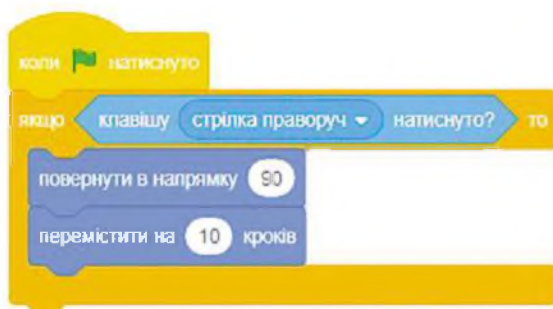 коли натиснуто
якщо клавішу стрілка праворуч натиснуто? то
повернути в напрямку 90
перемістити на 10 кроків